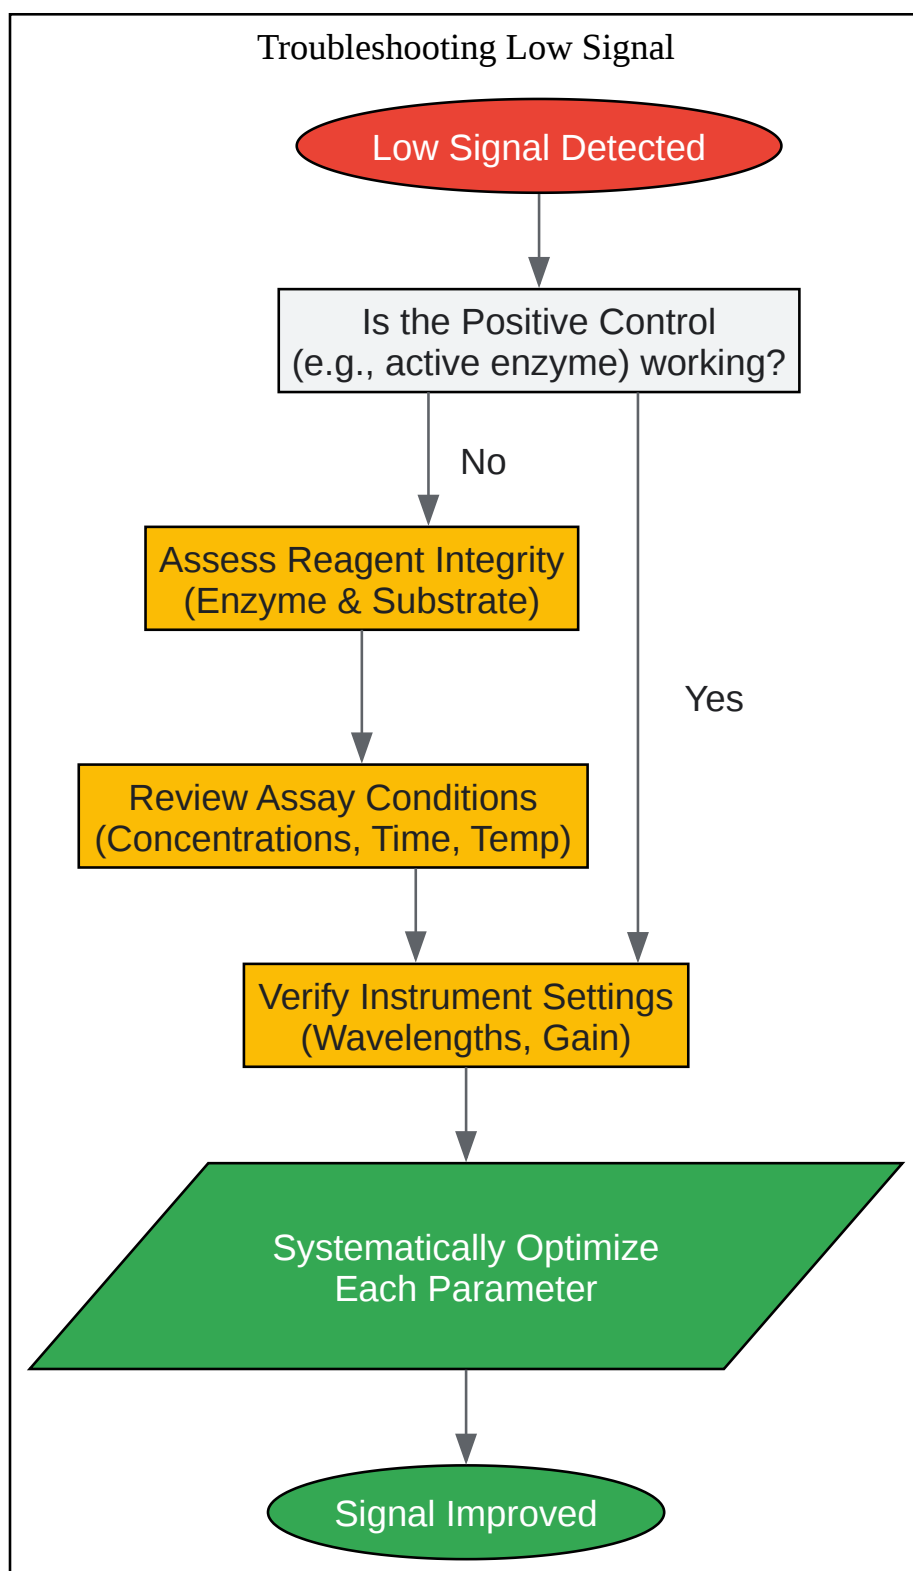 Troubleshooting Low Signal
Low Signal Detected
Is the Positive Control
(e.g., active enzyme) working?
No
Assess Reagent Integrity
(Enzyme & Substrate)
Yes
Review Assay Conditions
(Concentrations, Time, Temp)
Verify Instrument Settings
(Wavelengths, Gain)
Systematically Optimize
Each Parameter
Signal Improved